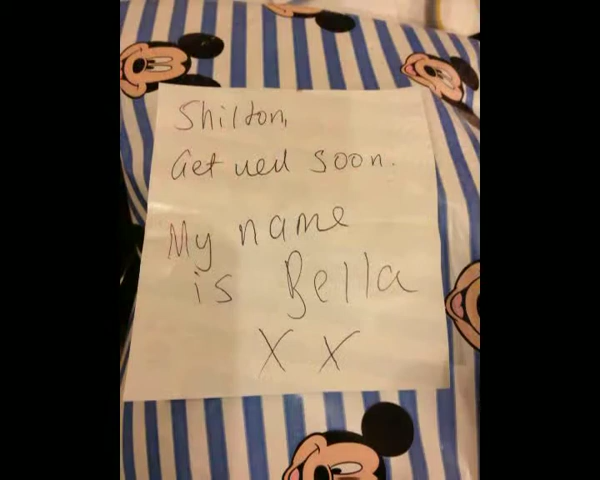 Shilton,
Get well soon.
My name
is Bella
X X